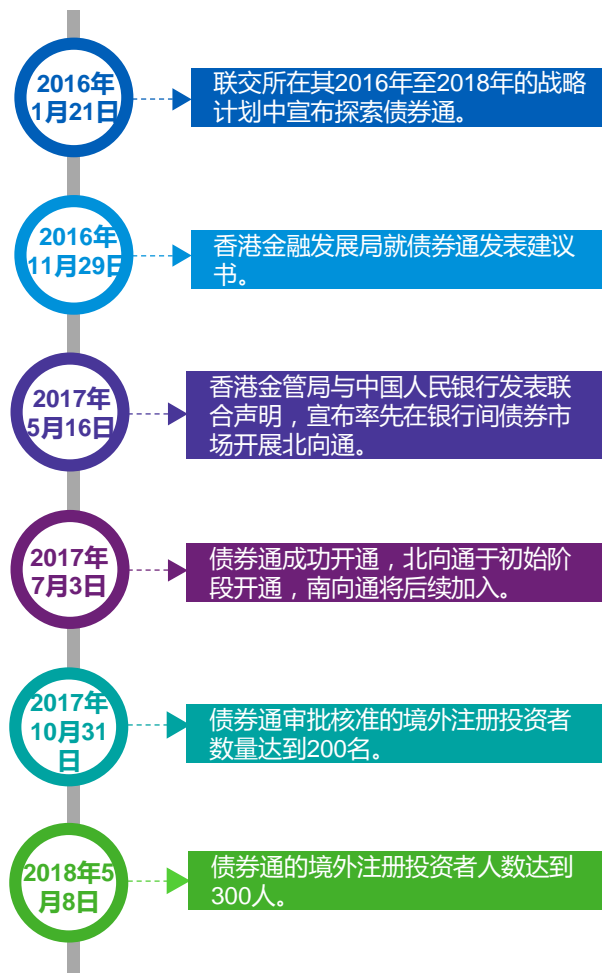 2016年
1月21日
联交所在其2016年至2018年的战略
计划中宣布探索债券通。
2016年
11月29日
香港金融发展局就债券通发表建议
书。
2017年
5月16日
香港金管局与中国人民银行发表联
合声明，宣布率先在银行间债券市
场开展北向通。
2017年
7月3日
债券通成功开通，北向通于初始阶
段开通，南向通将后续加入。
2017年
10月31
日
债券通审批核准的境外注册投资者
数量达到200名。
2018年5
月8日
债券通的境外注册投资者人数达到
300人。